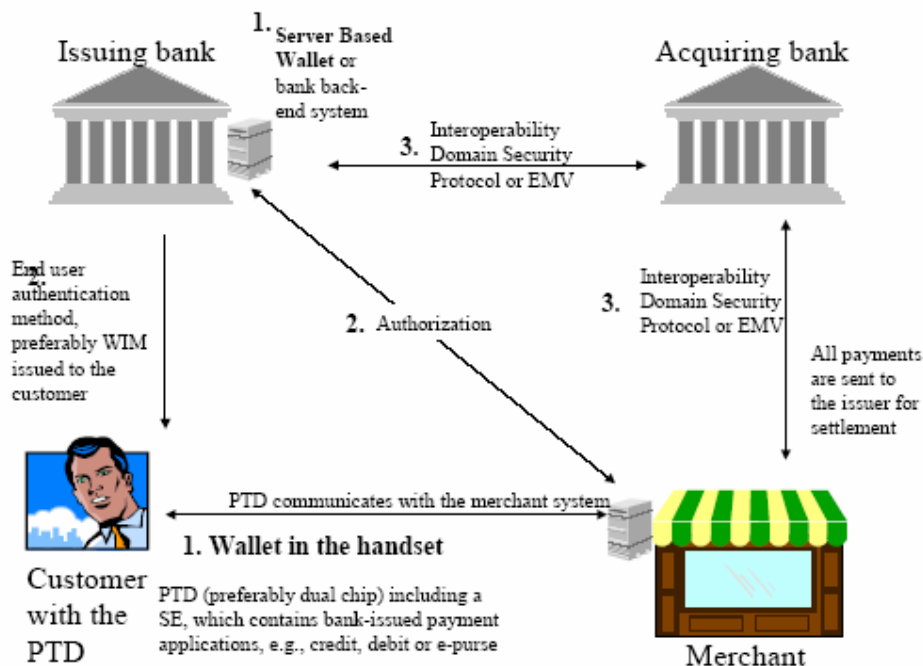 Issuing bank
1.
Server Based
Wallet or
bank back-
end system
Acquiring bank
3.
Interoperability
Domain Security
Protocol or EMV
2.
End user
authentication
method,
preferably WIM
issued to the
customer
2. Authorization
3.
Interoperability
Domain Security
Protocol or EMV
All payments
are sent to
the issuer for
settlement
PTD communicates with the merchant system
1. Wallet in the handset
Customer
with the
PTD
PTD (preferably dual chip) including a
SE, which contains bank-issued payment
applications, e.g., credit, debit or e-purse
Merchant